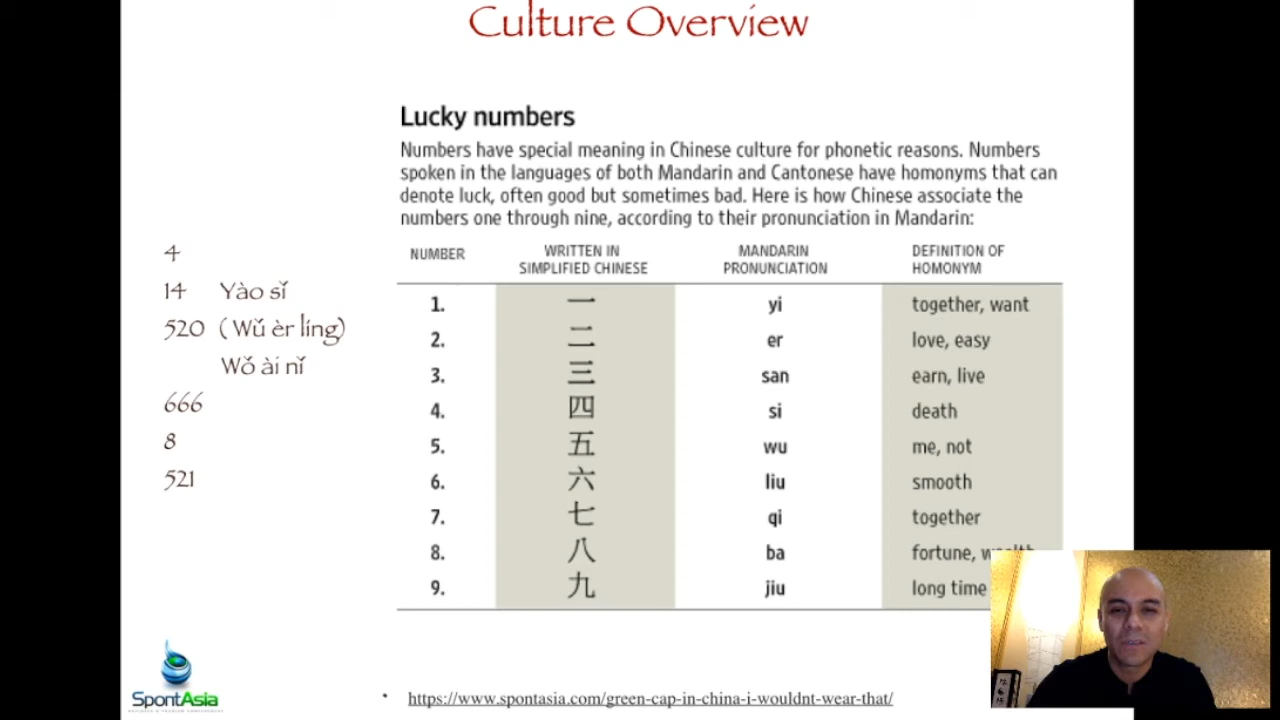 Culture Overview
Lucky numbers
Numbers have special meaning in Chinese culture for phonetic reasons. Numbers
spoken in the languages of both Mandarin and Cantonese have homonyms that can
denote luck, often good but sometimes bad. Here is how Chinese associate the
numbers one through nine, according to their pronunciation in Mandarin:
4
14 Yào sǐ
520 (Wǔ èr líng)
Wǒ ài nǐ
666
8
521
NUMBER WRITTEN IN SIMPLIFIED CHINESE MANDARIN PRONUNCIATION DEFINITION OF HOMONYM
1. 一 yi together, want
2. 二 er love, easy
3. 三 san earn, live
4. 四 si death
5. 五 wu me, not
6. 六 liu smooth
7. 七 qi together
8. 八 ba fortune, wealth
9. 九 jiu long time
SpontAsia
• https://www.spontasia.com/green-cap-in-china-i-wouldnt-wear-that/